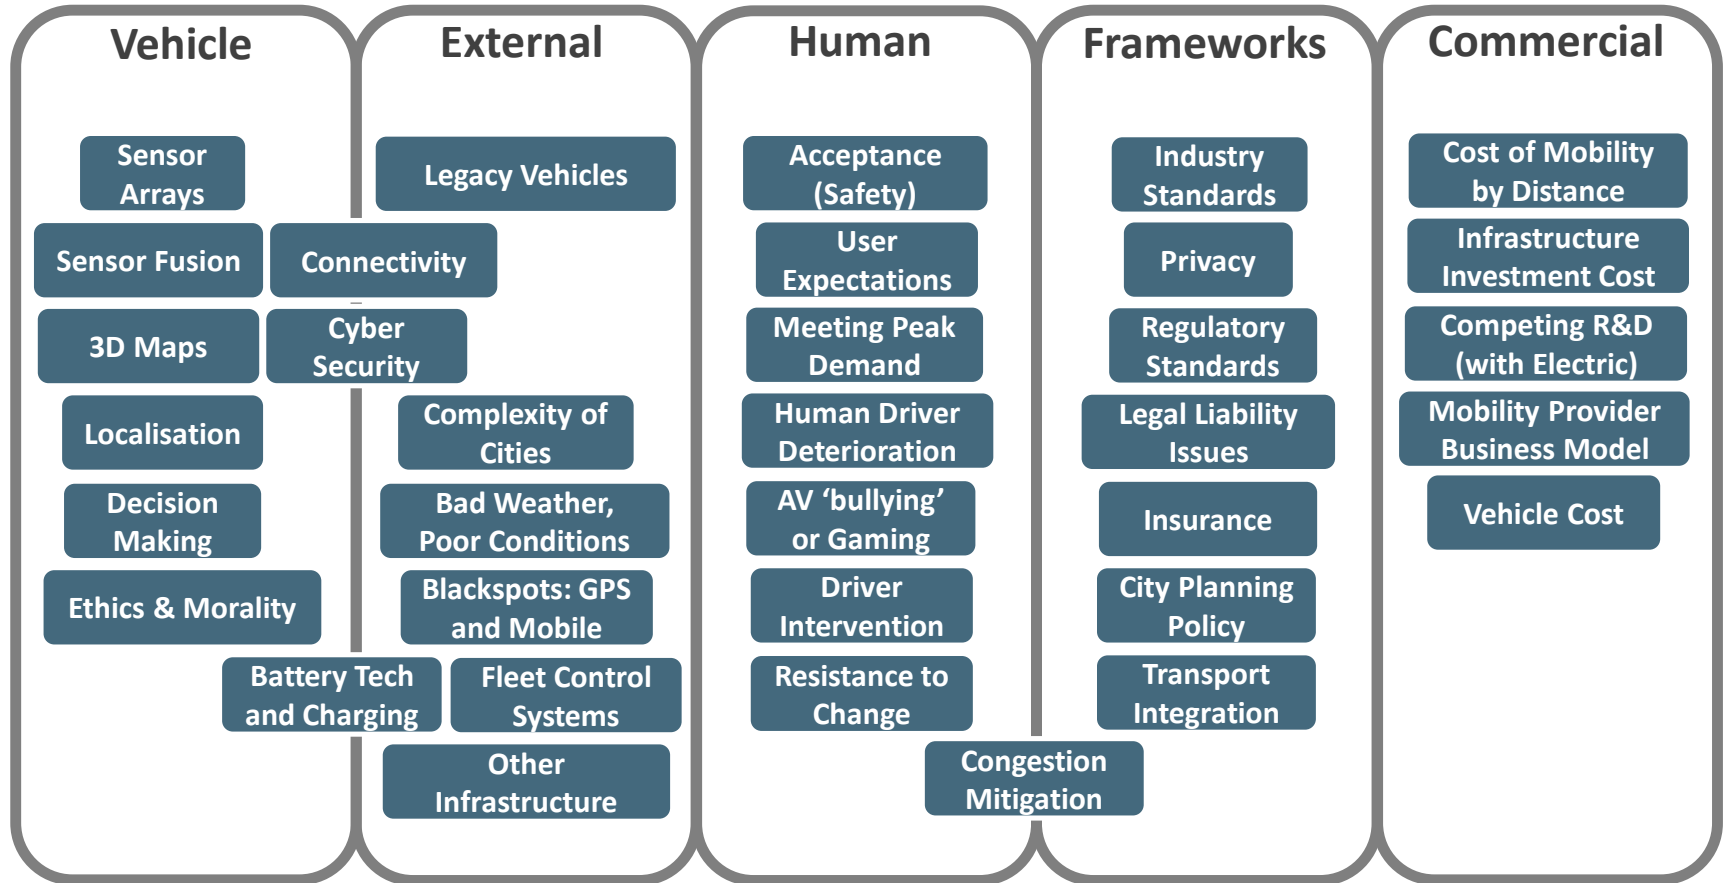 Vehicle
Sensor
Arrays
Sensor Fusion
3D Maps
Localisation
Decision
Making
Ethics & Morality
Connectivity
Cyber
Security
Battery Tech
and Charging
External
Legacy Vehicles
Complexity of
Cities
Bad Weather,
Poor Conditions
Blackspots: GPS
and Mobile
Fleet Control
Systems
Other
Infrastructure
Human
Acceptance
(Safety)
User
Expectations
Meeting Peak
Demand
Human Driver
Deterioration
AV ‘bullying’
or Gaming
Driver
Intervention
Resistance to
Change
Congestion
Mitigation
Frameworks
Industry
Standards
Privacy
Regulatory
Standards
Legal Liability
Issues
Insurance
City Planning
Policy
Transport
Integration
Commercial
Cost of Mobility
by Distance
Infrastructure
Investment Cost
Competing R&D
(with Electric)
Mobility Provider
Business Model
Vehicle Cost